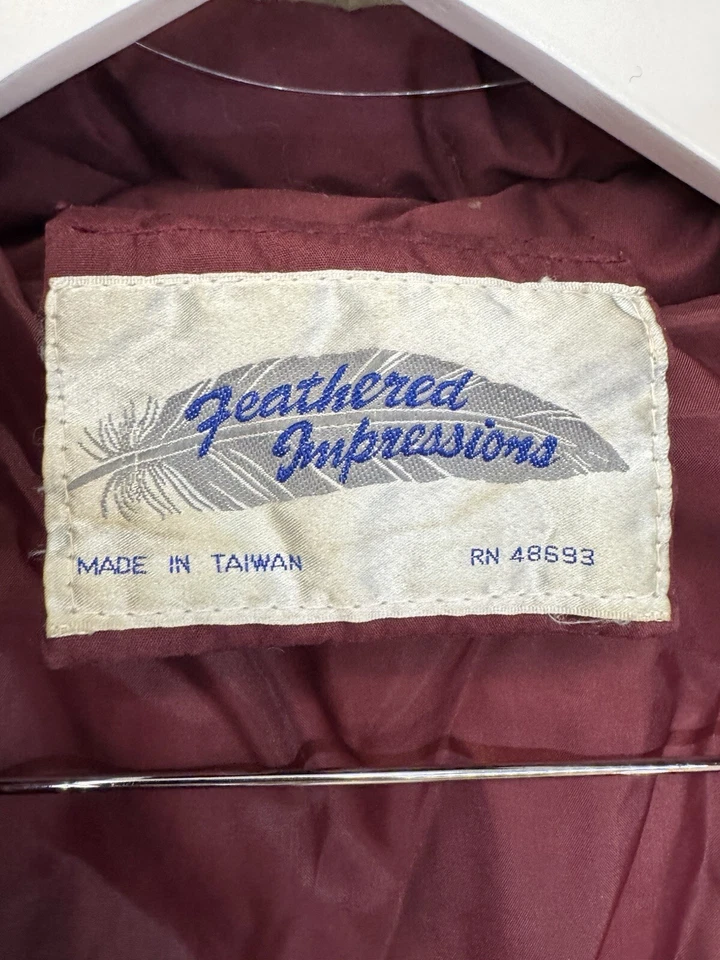 Feathered
Impressions
MADE IN TAIWAN RN 48693